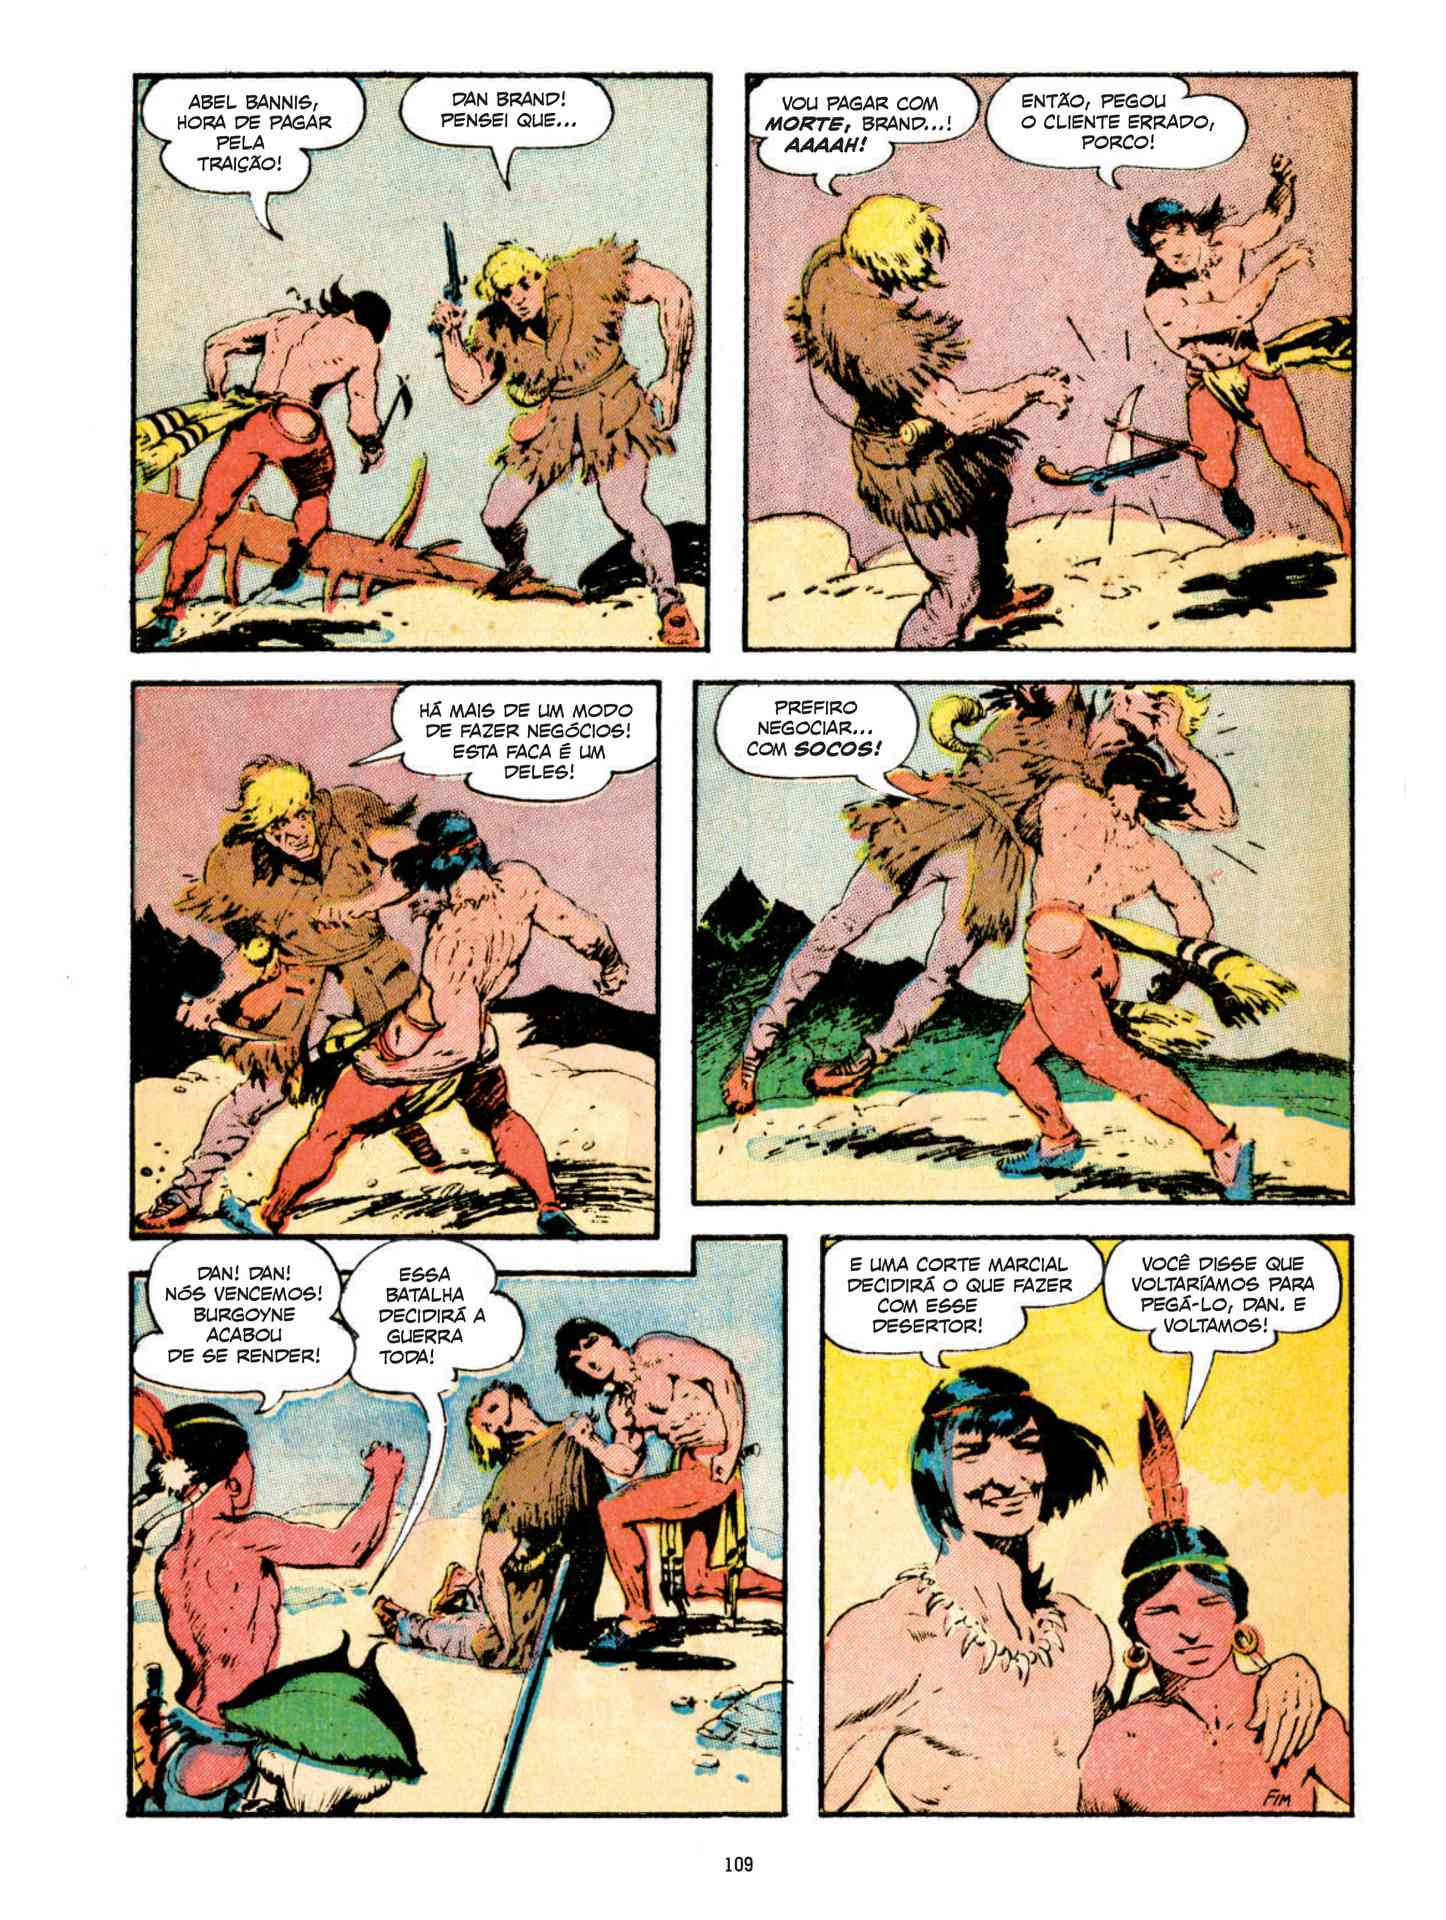 ABEL BANNIS,
HORA DE PAGAR
PELA
TRAIÇÃO!
DAN BRAND!
PENSEI QUE...
VOU PAGAR COM
MORTE, BRAND...!
AAAAH!
ENTÃO, PEGOU
O CLIENTE ERRADO,
PORCO!
HÁ MAIS DE UM MODO
DE FAZER NEGÓCIOS!
ESTA FACA É UM
DELES!
PREFIRO
NEGOCIAR...
COM SOCOS!
DAN! DAN!
NÓS VENCEMOS!
BURGOYNE
ACABOU
DE SE RENDER!
ESSA
BATALHA
DECIDIRÁ A
GUERRA
TODA!
E UMA CORTE MARCIAL
DECIDIRÁ O QUE FAZER
COM ESSE
DESERTOR!
VOCÊ DISSE QUE
VOLTARÍAMOS PARA
PEGÁ-LO, DAN. E
VOLTAMOS!
FIM
109